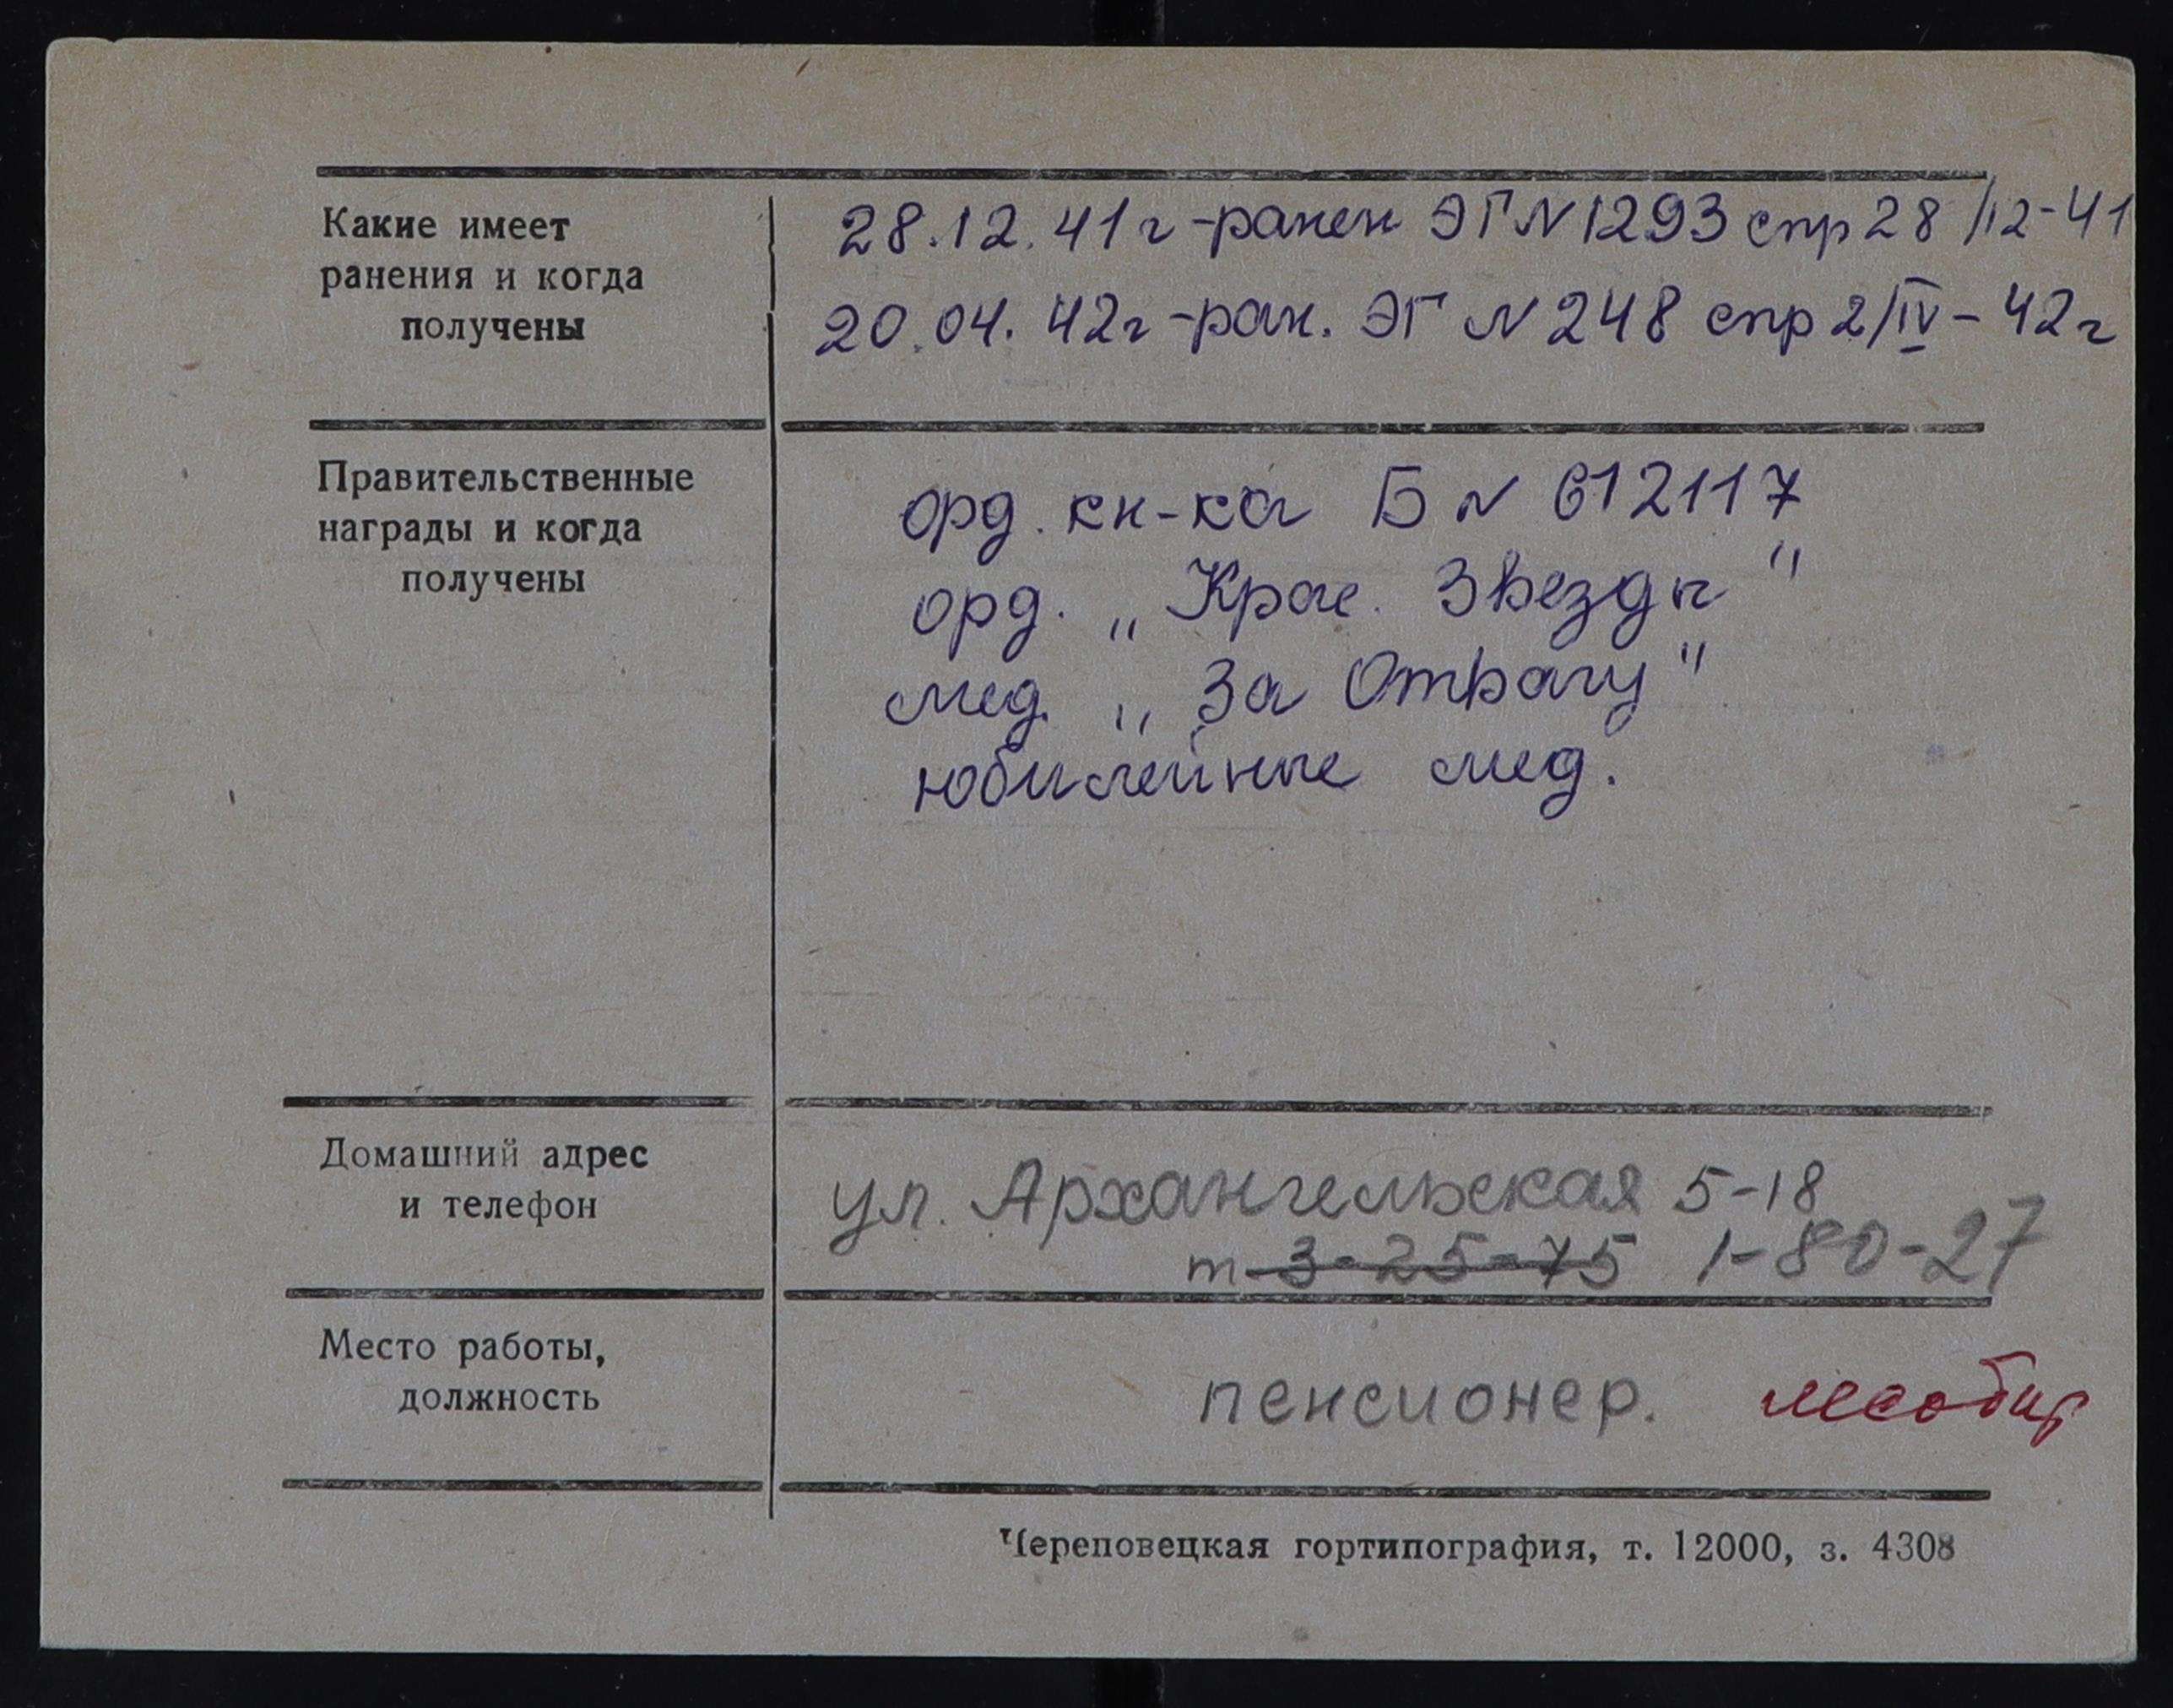 Какие имеет
ранения и когда
получены
28.12.41г-ранен ЭГ N 1293 спр 28/12-41
20.04.42г-ран. ЭГ N 248 спр 2/IV-42г
Правительственные
награды и когда
получены
орд. кн-ка Б N 612117
орд. „Крас. Звезды"
мед. „За Отвагу"
юбилейные мед.
Домашний адрес
и телефон
ул. Архангельская 5-18
т 3-25-75 1-80-27
Место работы,
должность
пенсионер.
Череповецкая гортипография, т. 12000, з. 4308